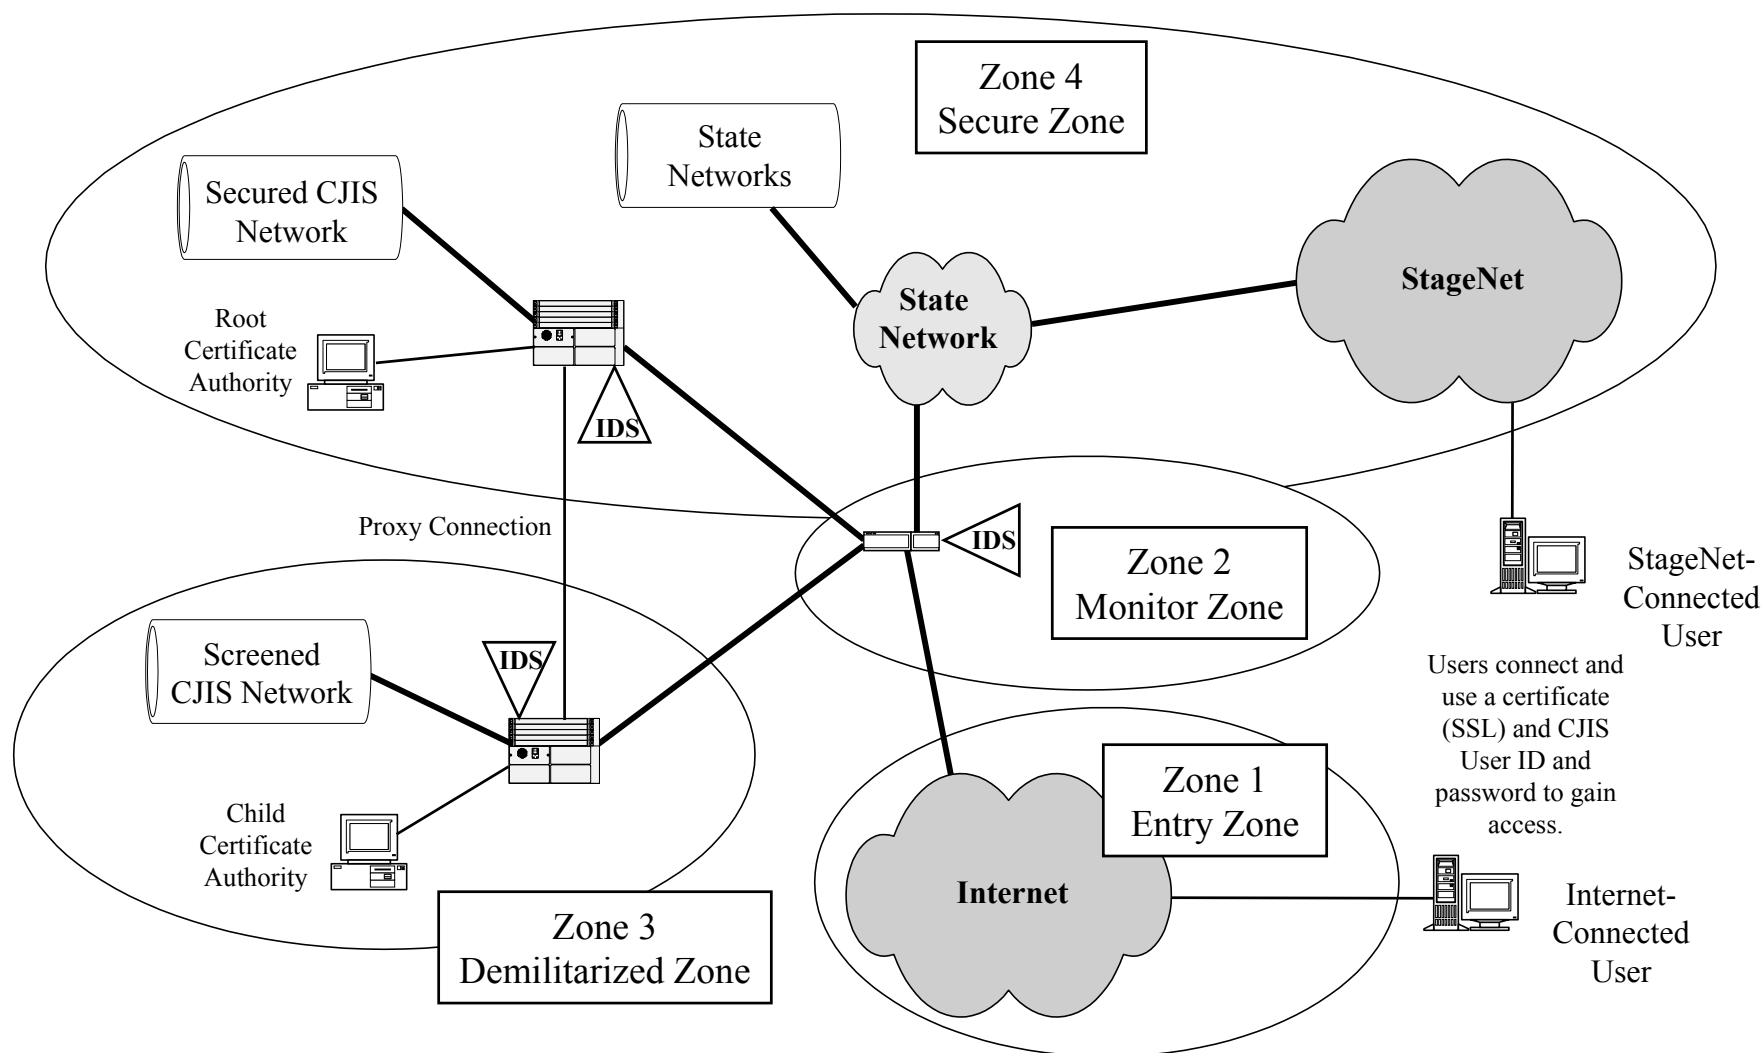 Zone 4
Secure Zone
State
Networks
Secured CJIS
Network
StageNet
State
Network
Root
Certificate
Authority
IDS
Proxy Connection
IDS
Zone 2
Monitor Zone
StageNet-
Connected
User
Screened
CJIS Network
IDS
Users connect and
use a certificate
(SSL) and CJIS
User ID and
password to gain
access.
Zone 1
Entry Zone
Child
Certificate
Authority
Internet
Internet-
Connected
User
Zone 3
Demilitarized Zone